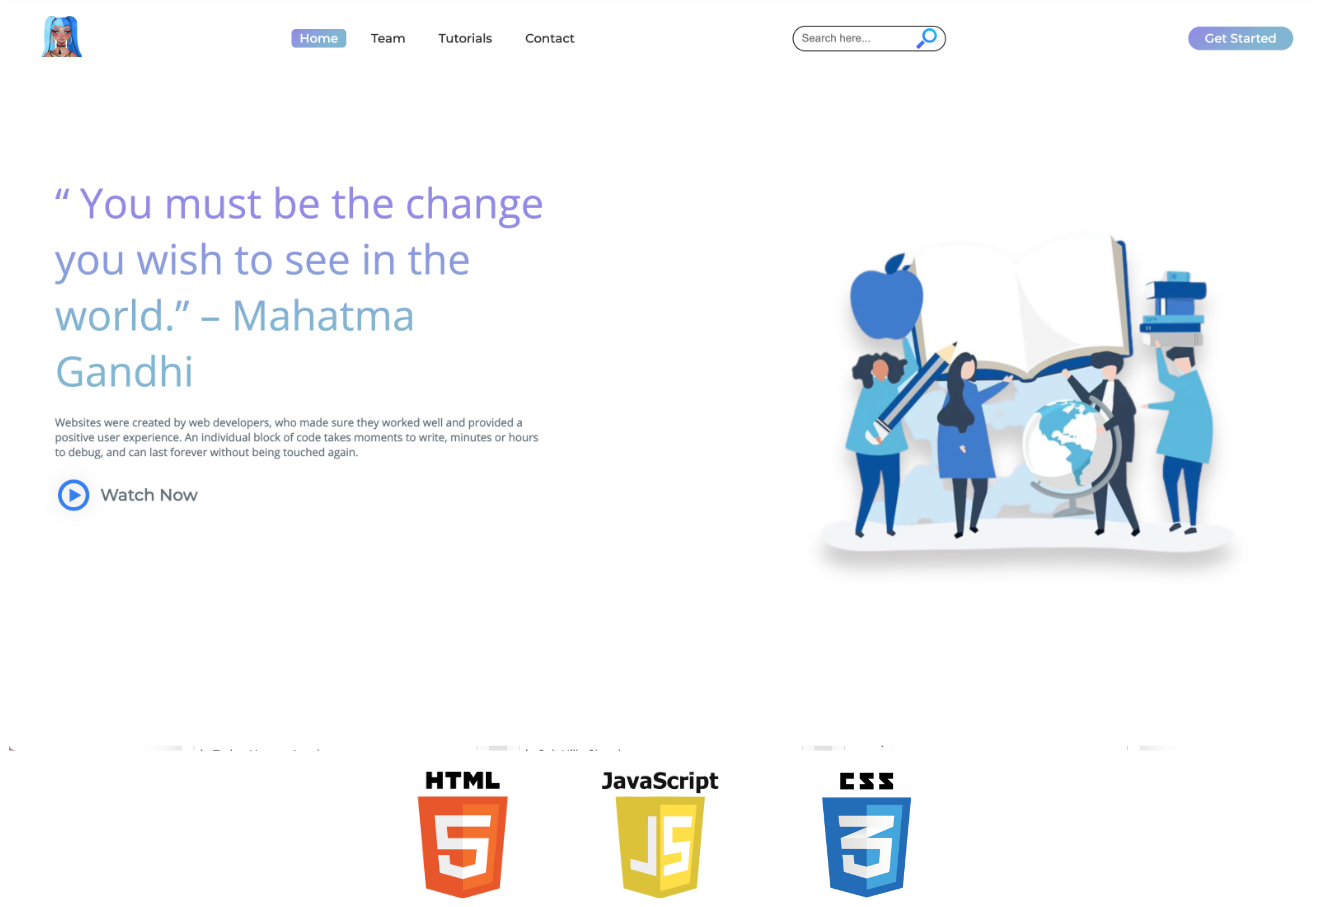 Home Team Tutorials Contact Search here... Get Started
“ You must be the change
you wish to see in the
world.” – Mahatma
Gandhi
Websites were created by web developers, who made sure they worked well and provided a
positive user experience. An individual block of code takes moments to write, minutes or hours
to debug, and can last forever without being touched again.
Watch Now
HTML JavaScript CSS
5 JS 3